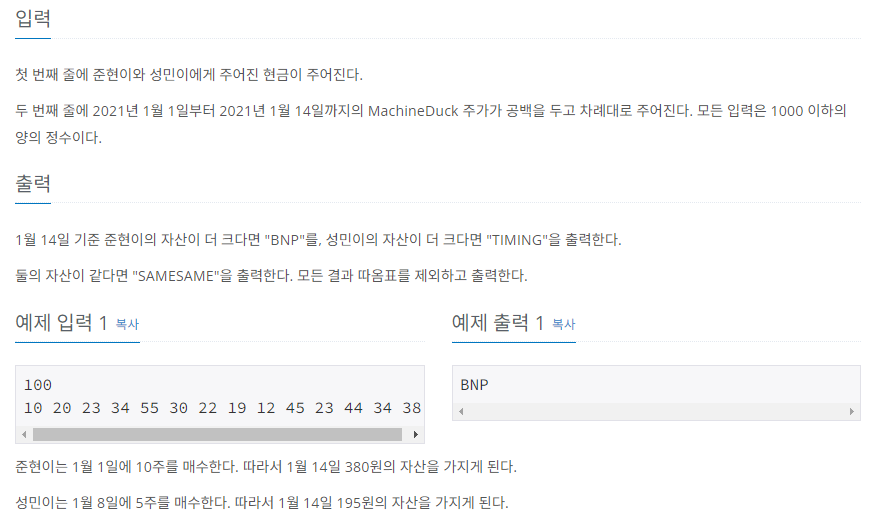 입력
첫 번째 줄에 준현이와 성민이에게 주어진 현금이 주어진다.
두 번째 줄에 2021년 1월 1일부터 2021년 1월 14일까지의 MachineDuck 주가가 공백을 두고 차례대로 주어진다. 모든 입력은 1000 이하의
양의 정수이다.
출력
1월 14일 기준 준현이의 자산이 더 크다면 "BNP"를, 성민이의 자산이 더 크다면 "TIMING"을 출력한다.
둘의 자산이 같다면 "SAMESAME"을 출력한다. 모든 결과 따옴표를 제외하고 출력한다.
예제 입력 1 복사
100
10 20 23 34 55 30 22 19 12 45 23 44 34 38
예제 출력 1 복사
BNP
준현이는 1월 1일에 10주를 매수한다. 따라서 1월 14일 380원의 자산을 가지게 된다.
성민이는 1월 8일에 5주를 매수한다. 따라서 1월 14일 195원의 자산을 가지게 된다.